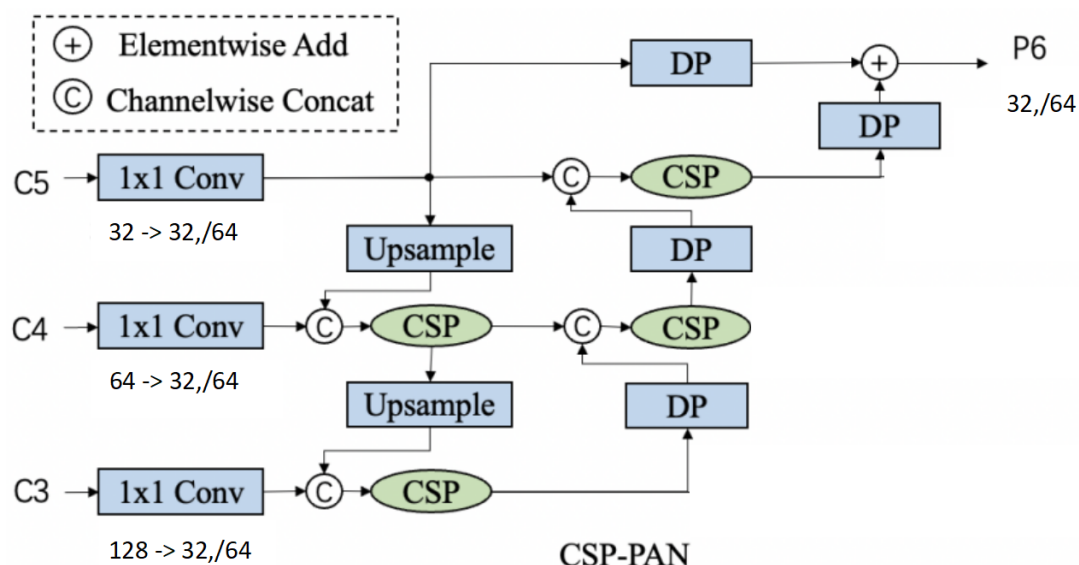 + Elementwise Add
C Channelwise Concat
DP
+
P6
32,/64
DP
C5
1x1 Conv
C
CSP
32 -> 32,/64
Upsample
DP
C4
1x1 Conv
C
CSP
C
CSP
64 -> 32,/64
Upsample
DP
C3
1x1 Conv
C
CSP
128 -> 32,/64
CSP-PAN